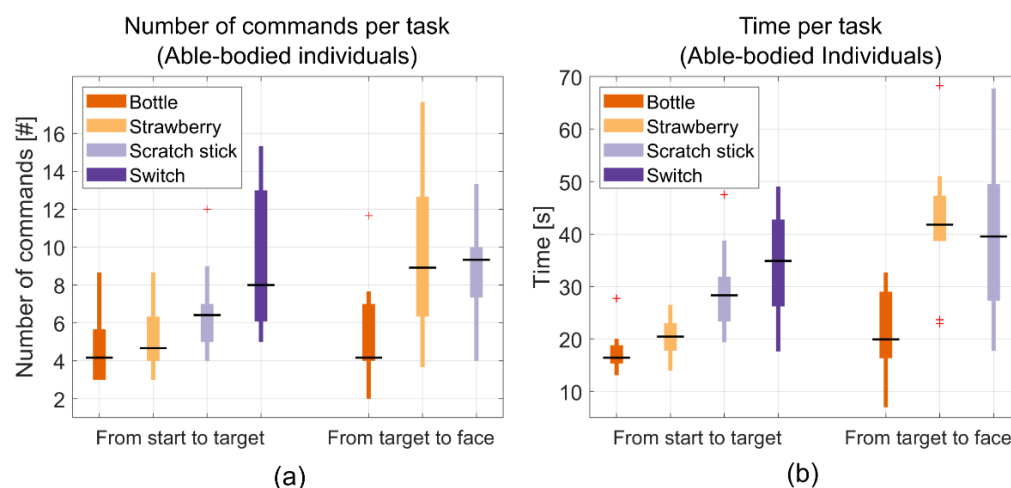 Number of commands per task
(Able-bodied individuals)
Number of commands [#]
16
14
12
10
8
6
4
2
Bottle
Strawberry
Scratch stick
Switch
From start to target
From target to face
(a)
Time per task
(Able-bodied Individuals)
Time [s]
70
60
50
40
30
20
10
Bottle
Strawberry
Scratch stick
Switch
From start to target
From target to face
(b)